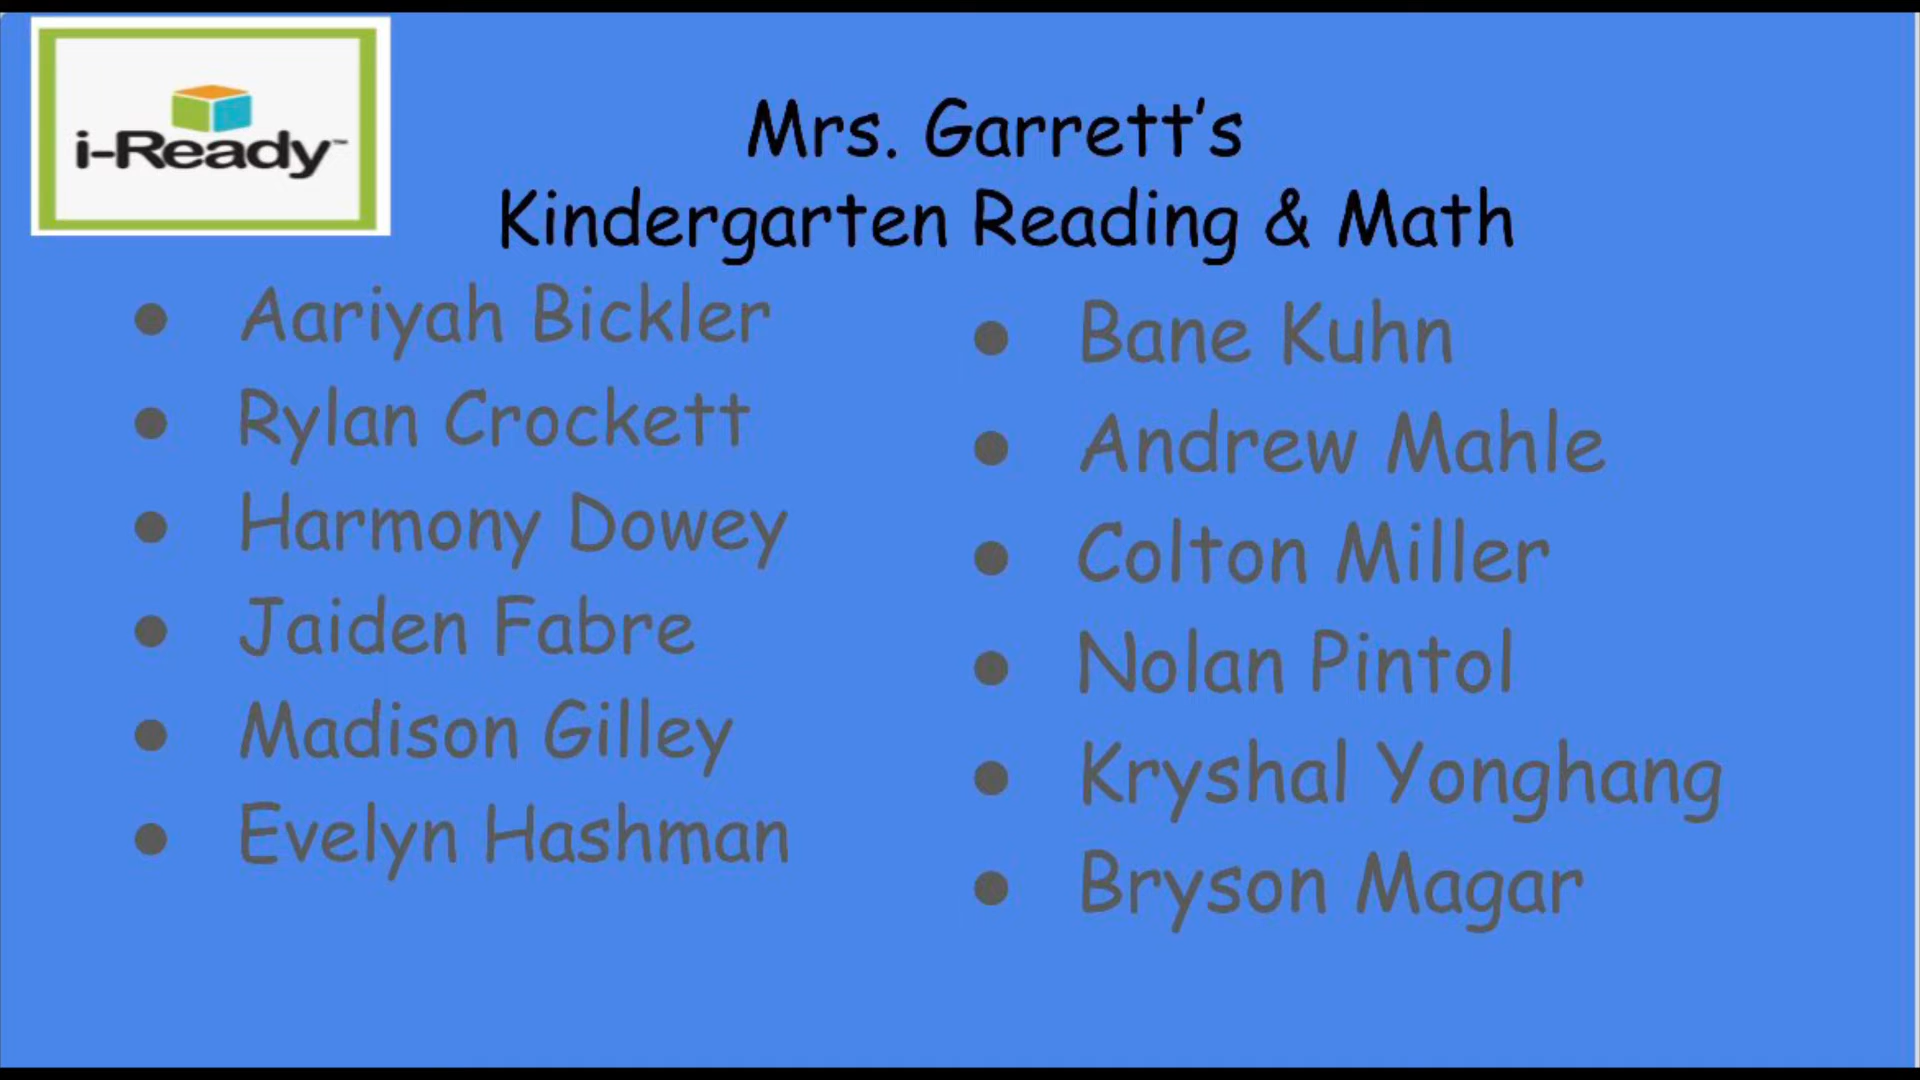 i-Ready™
Mrs. Garrett's
Kindergarten Reading & Math
● Aariyah Bickler
● Rylan Crockett
● Harmony Dowey
● Jaiden Fabre
● Madison Gilley
● Evelyn Hashman
● Bane Kuhn
● Andrew Mahle
● Colton Miller
● Nolan Pintol
● Kryshal Yonghang
● Bryson Magar